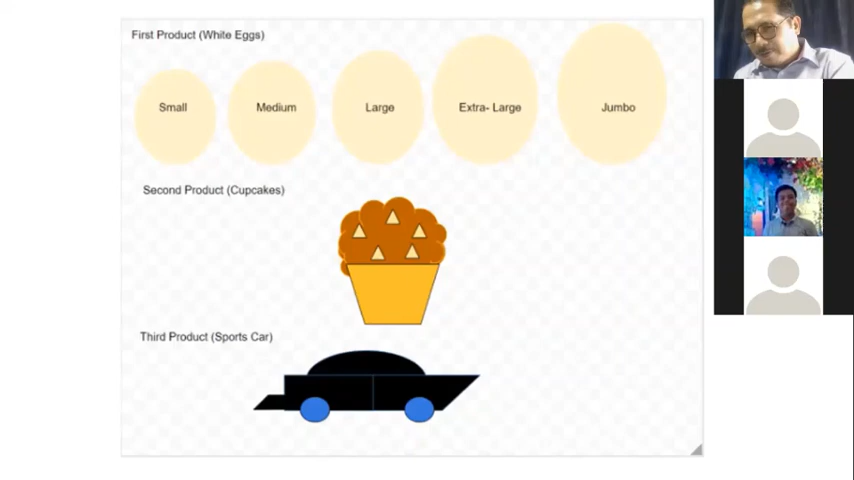 First Product (White Eggs)
Small
Medium
Large
Extra- Large
Jumbo
Second Product (Cupcakes)
Third Product (Sports Car)